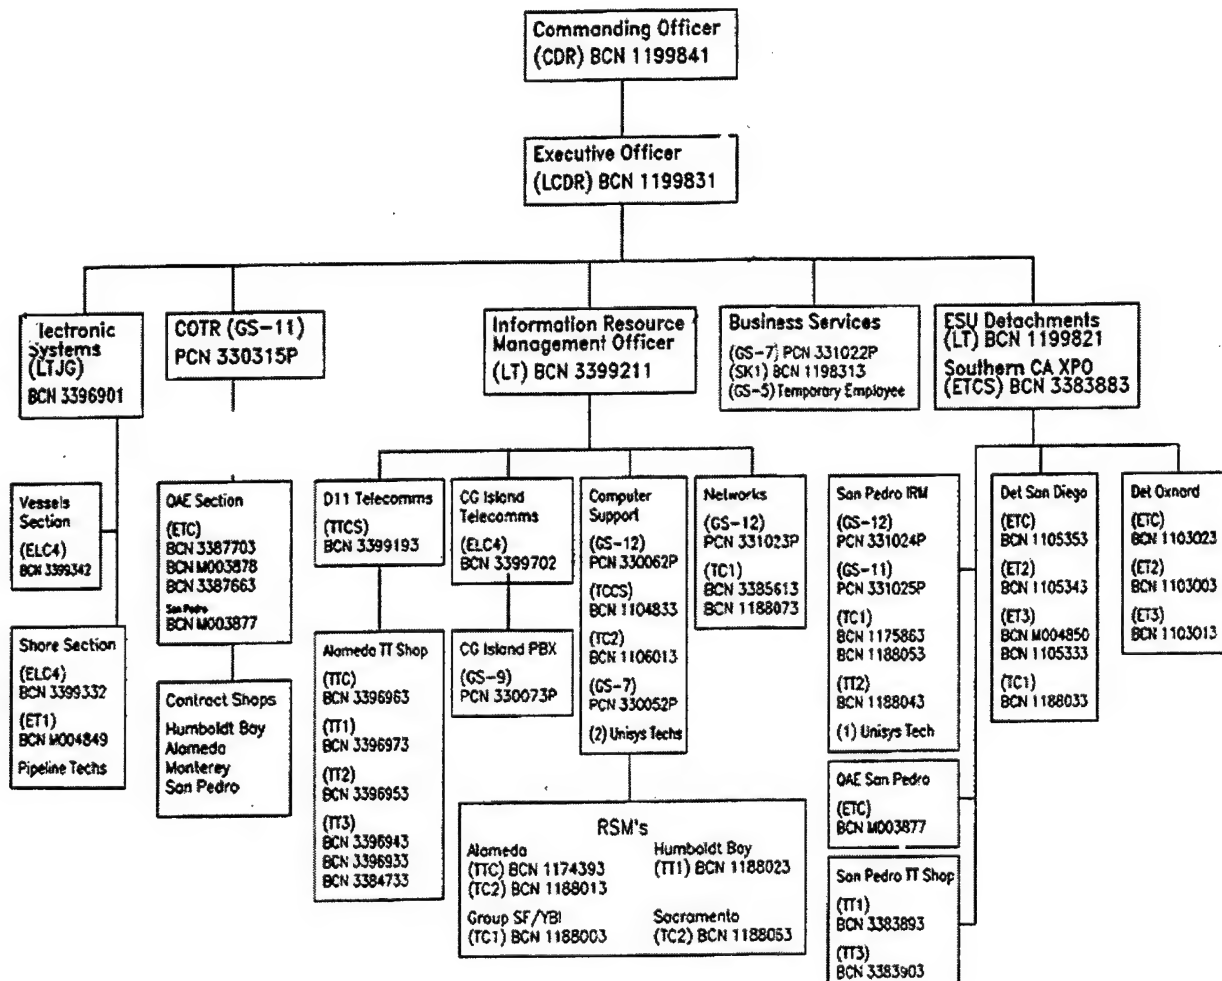 Commanding Officer
(CDR) BCN 1199841
Executive Officer
(LCDR) BCN 1199831
lectronic
Systems
(LTJG)
BCN 3396901
COTR (GS-11)
PCN 330315P
Information Resource
Management Officer
(LT) BCN 3399211
Business Services
(GS-7) PCN 331022P
(SK1) BCN 1198313
(GS-5) Temporary Employee
ESU Detachments
(LT) BCN 1199821
Southern CA XPO
(ETCS) BCN 3383883
Vessels
Section
(ELC4)
BCN 3399342
Shore Section
(ELC4)
BCN 3399332
(ET1)
BCN M004849
Pipeline Techs
QAE Section
(ETC)
BCN 3387703
BCN M003878
BCN 3387663
San Pedro
BCN M003877
Contract Shops
Humboldt Bay
Alameda
Monterey
San Pedro
D11 Telecomms
(TTCS)
BCN 3399193
Alameda TT Shop
(TTC)
BCN 3396963
(TT1)
BCN 3396973
(TT2)
BCN 3396953
(TT3)
BCN 3396943
BCN 3396933
BCN 3384733
CG Island
Telecomms
(ELC4)
BCN 3399702
CG Island PBX
(GS-9)
PCN 330073P
Computer
Support
(GS-12)
PCN 330062P
(TCCS)
BCN 1104833
(TC2)
BCN 1106013
(GS-7)
PCN 330052P
(2) Unisys Techs
Networks
(GS-12)
PCN 331023P
(TC1)
BCN 3385613
BCN 1188073
RSM's
Alameda
(TTC) BCN 1174393
(TC2) BCN 1188013
Humboldt Bay
(TT1) BCN 1188023
Group SF/YBI
(TC1) BCN 1188003
Sacramento
(TC2) BCN 1188063
San Pedro IRM
(GS-12)
PCN 331024P
(GS-11)
PCN 331025P
(TC1)
BCN 1175863
BCN 1188053
(TT2)
BCN 1188043
(1) Unisys Tech
QAE San Pedro
(ETC)
BCN M003877
San Pedro TT Shop
(TT1)
BCN 3383893
(TT3)
BCN 3383903
Det San Diego
(ETC)
BCN 1105353
(ET2)
BCN 1105343
(ET3)
BCN M004850
BCN 1105333
(TC1)
BCN 1188033
Det Oxnard
(ETC)
BCN 1103023
(ET2)
BCN 1103003
(ET3)
BCN 1103013